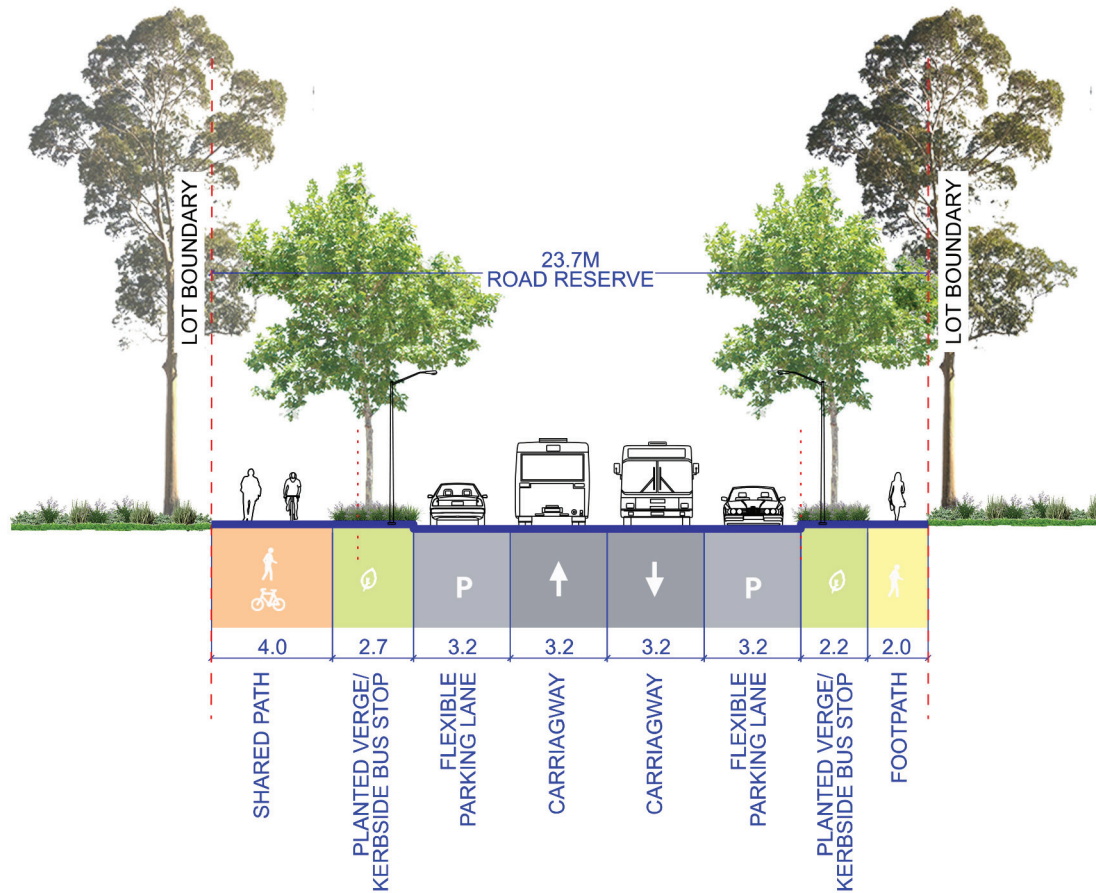 LOT BOUNDARY
23.7M
ROAD RESERVE
LOT BOUNDARY
P
P
4.0
2.7
3.2
3.2
3.2
3.2
2.2
2.0
SHARED PATH
PLANTED VERGE/
KERBSIDE BUS STOP
FLEXIBLE
PARKING LANE
CARRIAGWAY
CARRIAGWAY
FLEXIBLE
PARKING LANE
PLANTED VERGE/
KERBSIDE BUS STOP
FOOTPATH